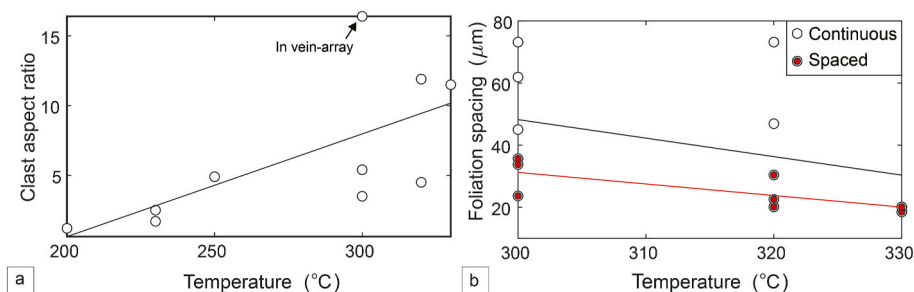 In vein-array
Clast aspect ratio
15
10
5
200
250
300
Temperature (°C)
a
Continuous
Spaced
Foliation spacing (μm)
80
60
40
20
300
310
320
330
Temperature (°C)
b